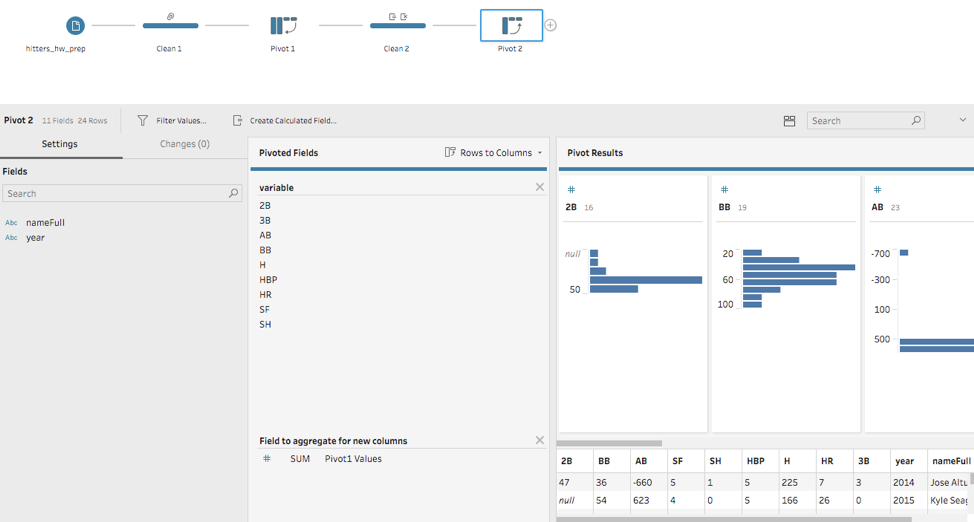 hitters_hw_prep Clean 1 Pivot 1 Clean 2 Pivot 2
Pivot 2 11 Fields 24 Rows Filter Values... Create Calculated Field... Search
Settings Changes (0)
Fields
Search
Abc nameFull
Abc year
Pivoted Fields Rows to Columns
variable
2B
3B
AB
BB
H
HBP
HR
SF
SH
Field to aggregate for new columns
# SUM Pivot1 Values
Pivot Results
# # #
2B 16 BB 19 AB 23
null
50
20
60
100
-700
-300
100
500
2B BB AB SF SH HBP H HR 3B year nameFull
47 36 -660 5 1 5 225 7 3 2014 Jose Altu
null 54 623 4 0 5 166 26 0 2015 Kyle Seag